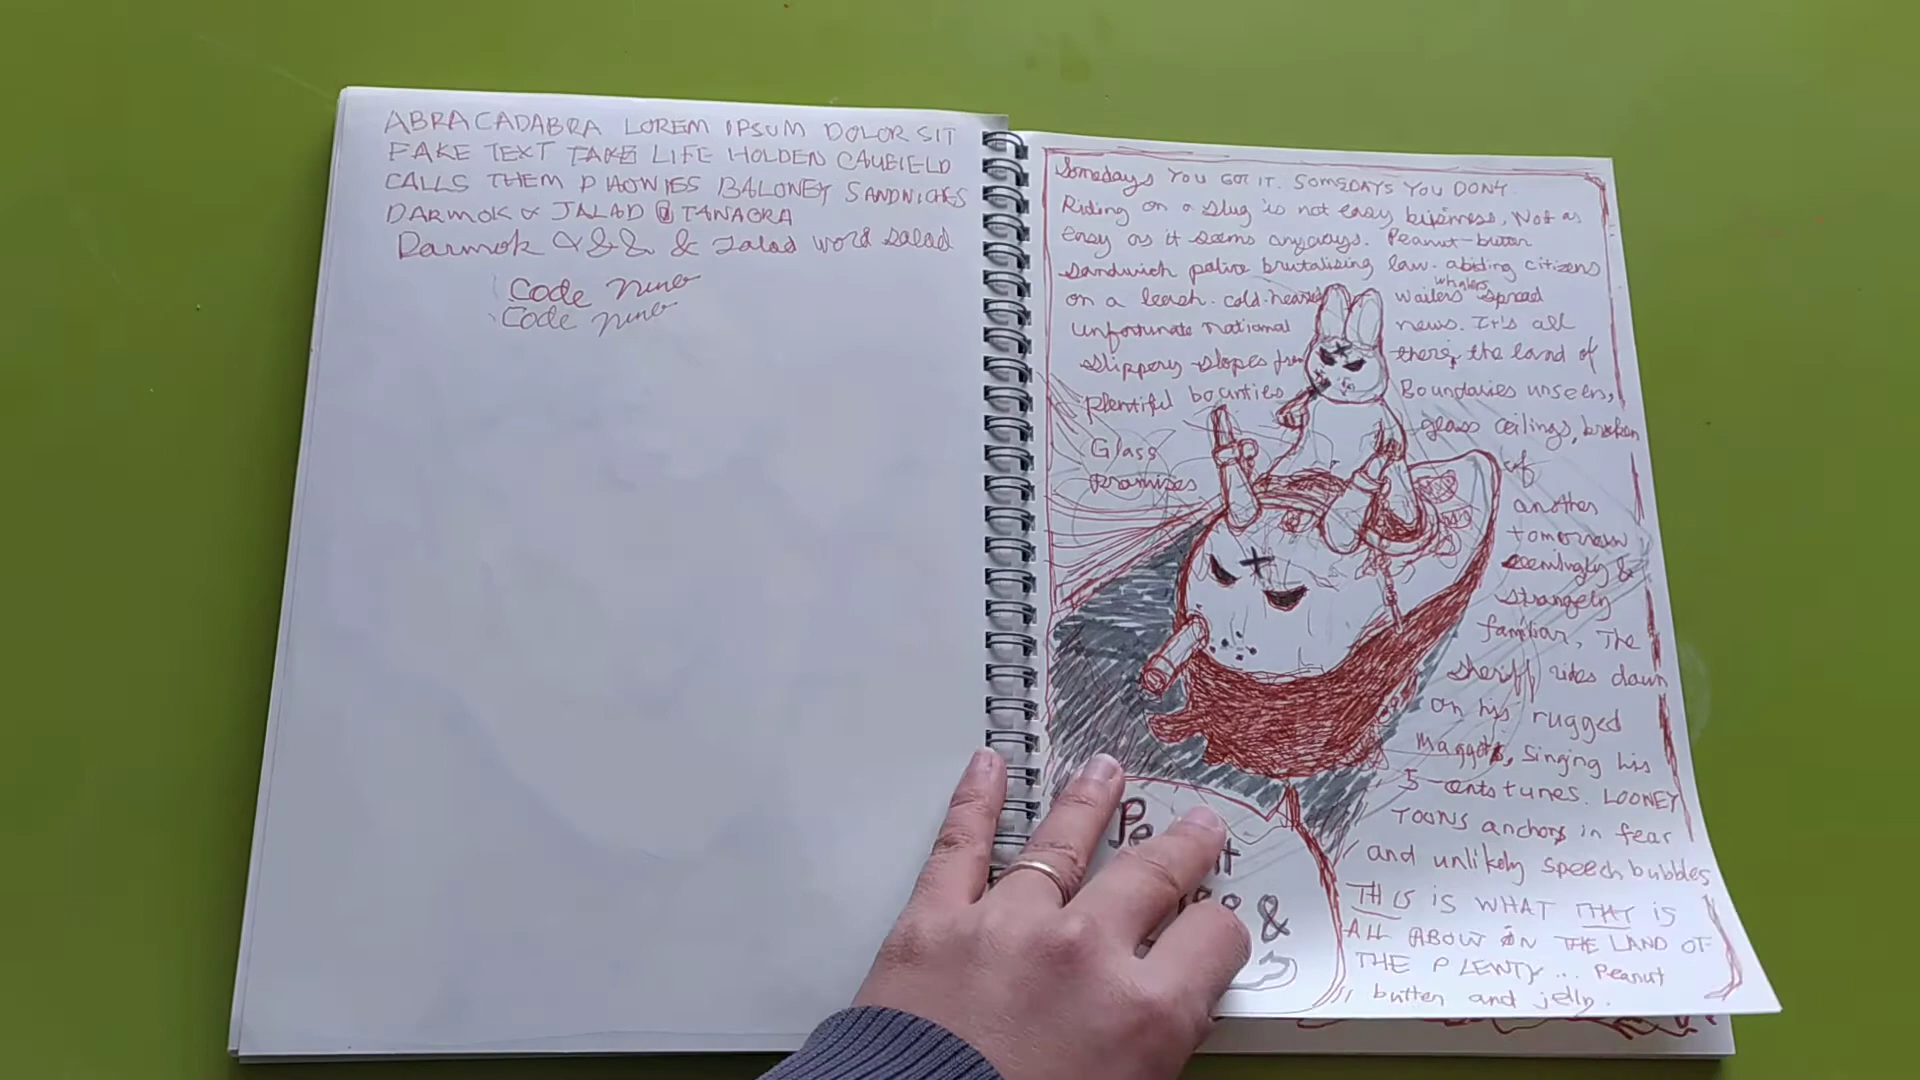 ABRACADABRA LOREM IPSUM DOLOR SIT
FAKE TEXT FAKE LIFE HOLDEN CAUFIELD
CALLS THEM PHONIES BALONEY SANDWICHES
DARMOK & JALAD @ TANAGRA
Darmok & & & & Jalad word salad
Code nine
Code nine
Somedays YOU GOT IT. SOMEDAYS YOU DON'T
Riding on a slug is not easy business, Not as
easy as it seems anyways. Peanut-butter
sandwich police brutalising law-abiding citizens
on a leash. cold-hearted wailers whalers spread
unfortunate national news. It's all
slippery slopes from there, the land of
plentiful bounties Boundaries unseen,
Glass glass ceilings, broken
promises of
another
tomorrow
seemingly &
strangely
familiar, The
sheriff rides down
on his rugged
Maggots, singing his
5-cents tunes. LOONEY
TOONS anchors in fear
and unlikely speech bubbles
THIS IS WHAT THAT IS
ALL ABOUT IN THE LAND OF
THE PLENTY... Peanut
butter and jelly.
&